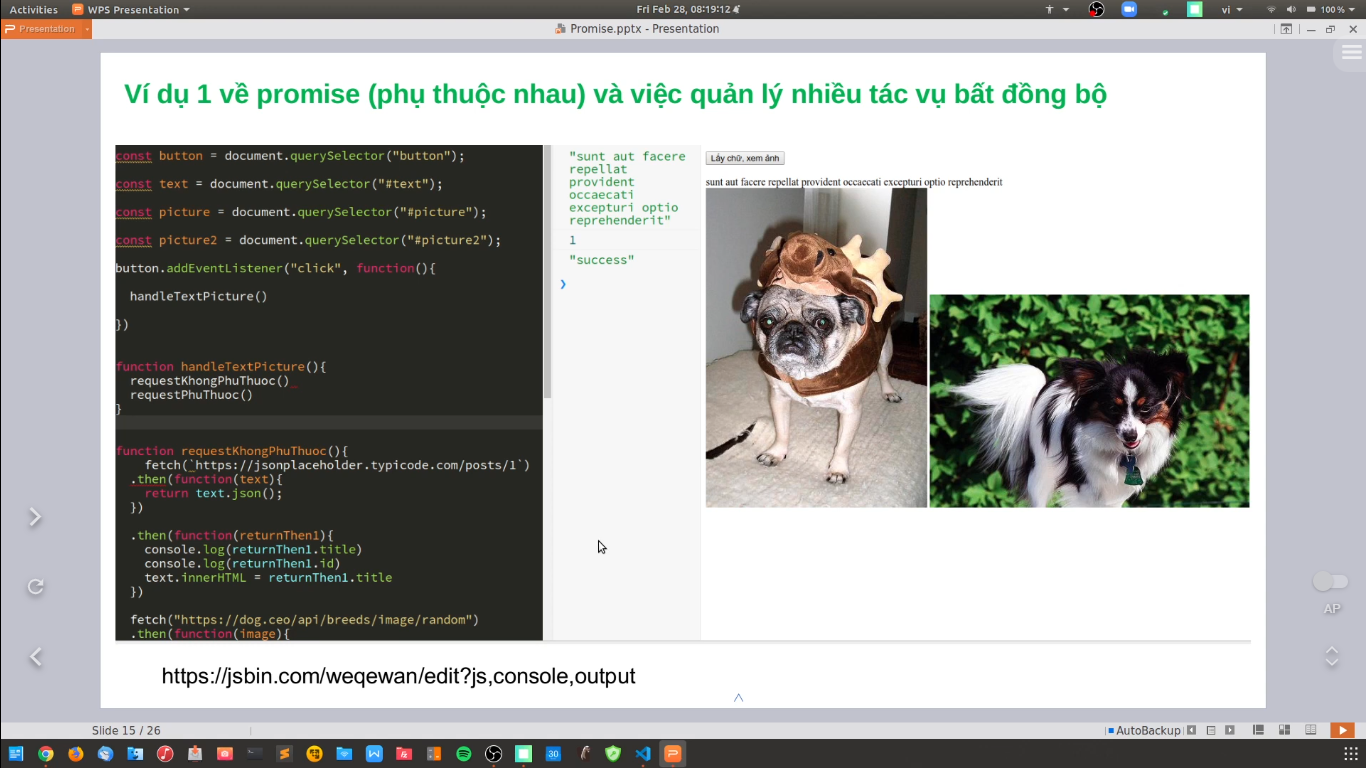 Activities
WPS Presentation
Fri Feb 28, 08:19:12
vi
100%
Presentation
Promise.pptx - Presentation
Ví dụ 1 về promise (phụ thuộc nhau) và việc quản lý nhiều tác vụ bất đồng bộ
const button = document.querySelector("button");
const text = document.querySelector("#text");
const picture = document.querySelector("#picture");
const picture2 = document.querySelector("#picture2");
button.addEventListener("click", function(){
handleTextPicture()
})
function handleTextPicture(){
requestKhongPhuThuoc()
requestPhuThuoc()
}
function requestKhongPhuThuoc(){
fetch(`https://jsonplaceholder.typicode.com/posts/1`)
.then(function(text){
return text.json();
})
.then(function(returnThen1){
console.log(returnThen1.title)
console.log(returnThen1.id)
text.innerHTML = returnThen1.title
})
fetch("https://dog.ceo/api/breeds/image/random")
.then(function(image){
"sunt aut facere
repellat
provident
occaecati
excepturi optio
reprehenderit"
1
"success"
Lấy chữ, xem ảnh
sunt aut facere repellat provident occaecati excepturi optio reprehenderit
https://jsbin.com/weqewan/edit?js,console,output
AP
Slide 15 / 26
AutoBackup
30